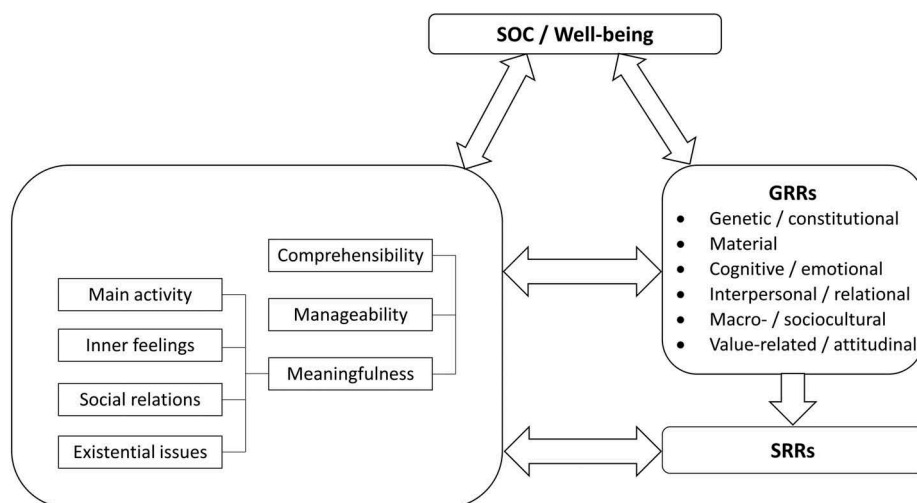 SOC / Well-being
Comprehensibility
Manageability
Meaningfulness
Main activity
Inner feelings
Social relations
Existential issues
GRRs
• Genetic / constitutional
• Material
• Cognitive / emotional
• Interpersonal / relational
• Macro- / sociocultural
• Value-related / attitudinal
SRRs